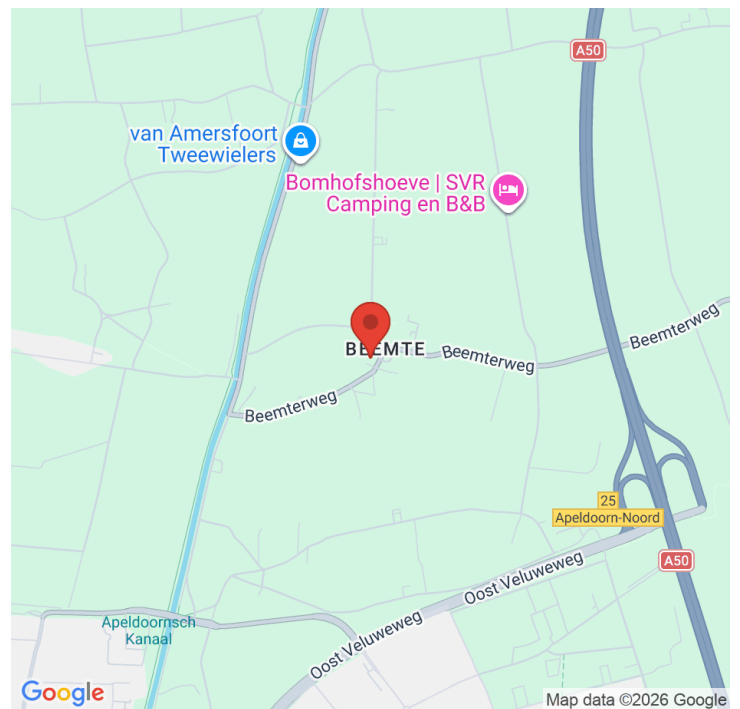 A50
van Amersfoort
Tweewielers
Bomhofshoeve | SVR
Camping en B&B
Beemterweg
BEEMTE
Beemterweg
Beemterweg
25
Apeldoorn-Noord
A50
Oost Veluweweg
Apeldoornsch
Kanaal
Oost Veluweweg
Google
Map data ©2026 Google